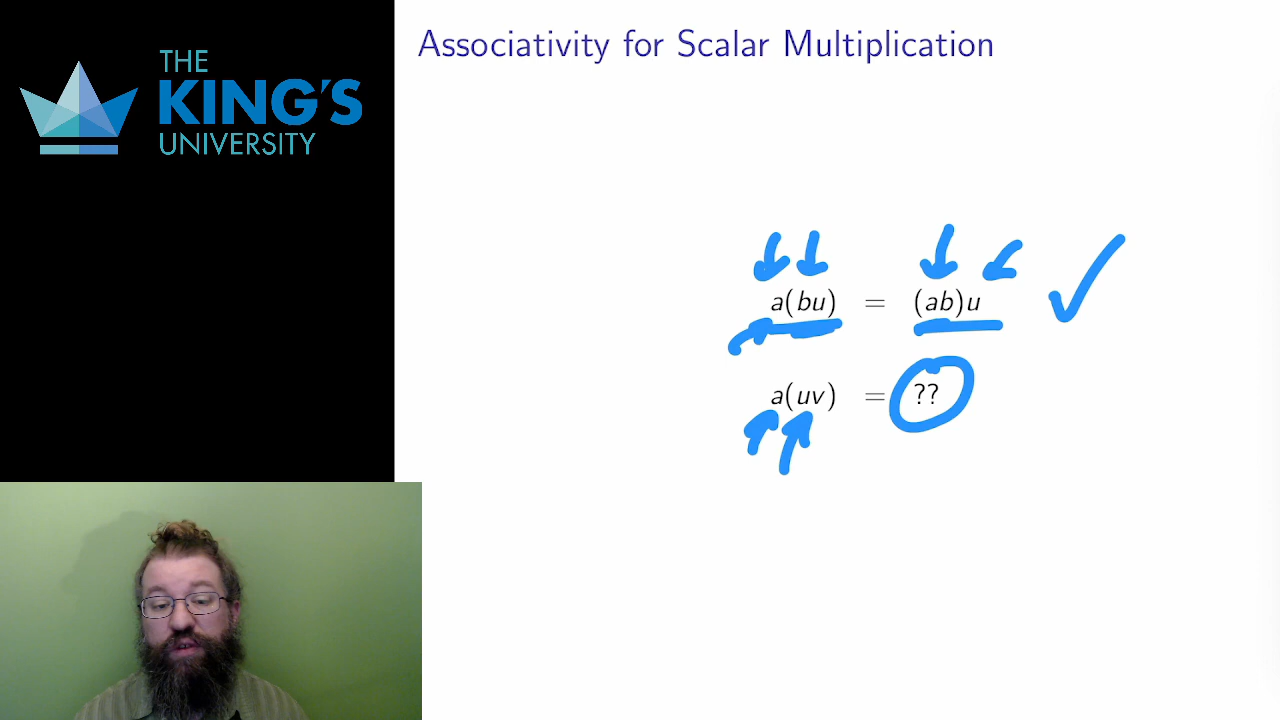 THE
KING'S
UNIVERSITY
Associativity for Scalar Multiplication
a(bu) = (ab)u
a(uv) = ??